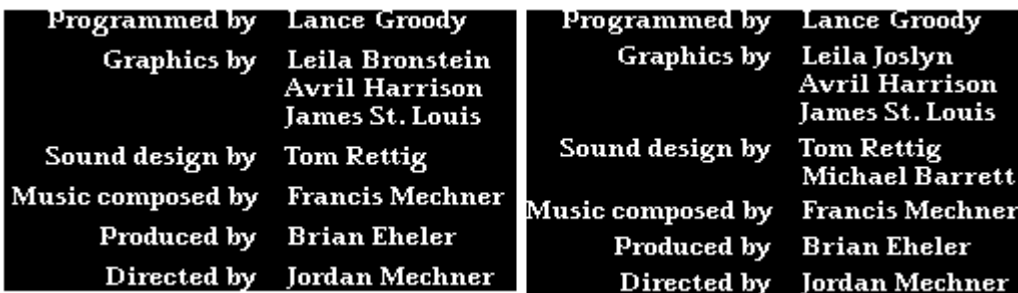 Programmed by Lance Groody
Graphics by Leila Bronstein
Avril Harrison
James St. Louis
Sound design by Tom Rettig
Music composed by Francis Mechner
Produced by Brian Eheler
Directed by Jordan Mechner
Programmed by Lance Groody
Graphics by Leila Joslyn
Avril Harrison
James St. Louis
Sound design by Tom Rettig
Michael Barrett
Music composed by Francis Mechner
Produced by Brian Eheler
Directed by Jordan Mechner